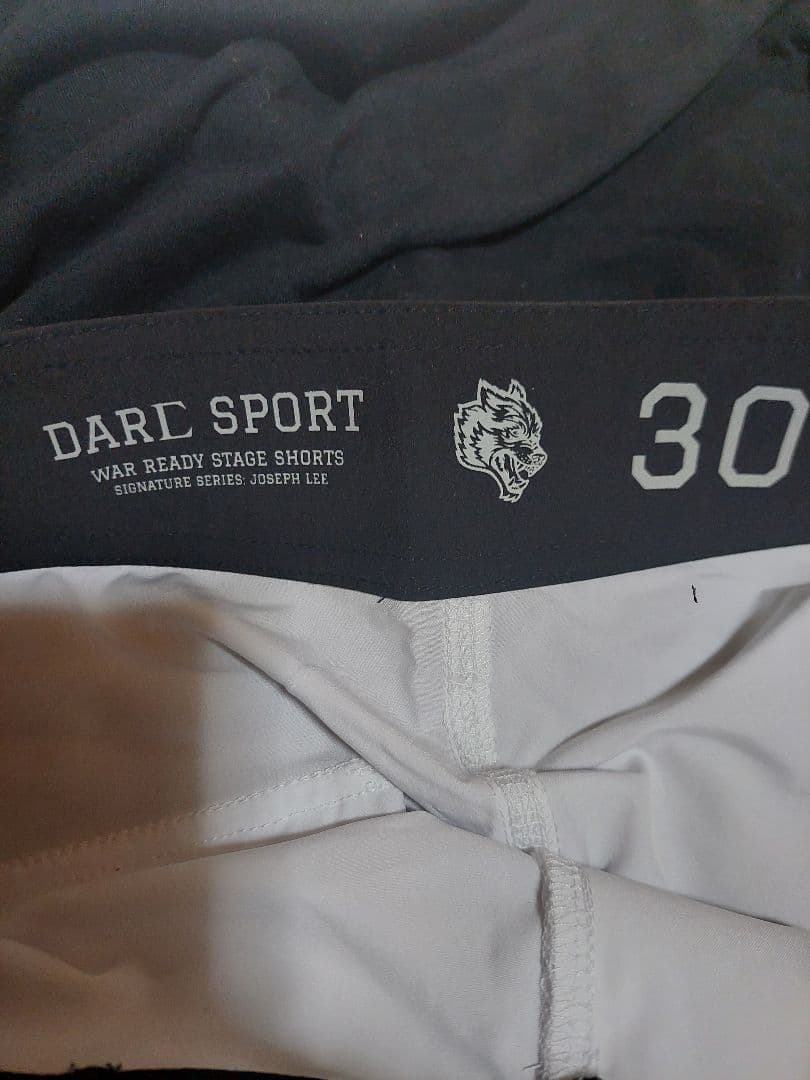 DARC SPORT
WAR READY STAGE SHORTS
SIGNATURE SERIES: JOSEPH LEE
30